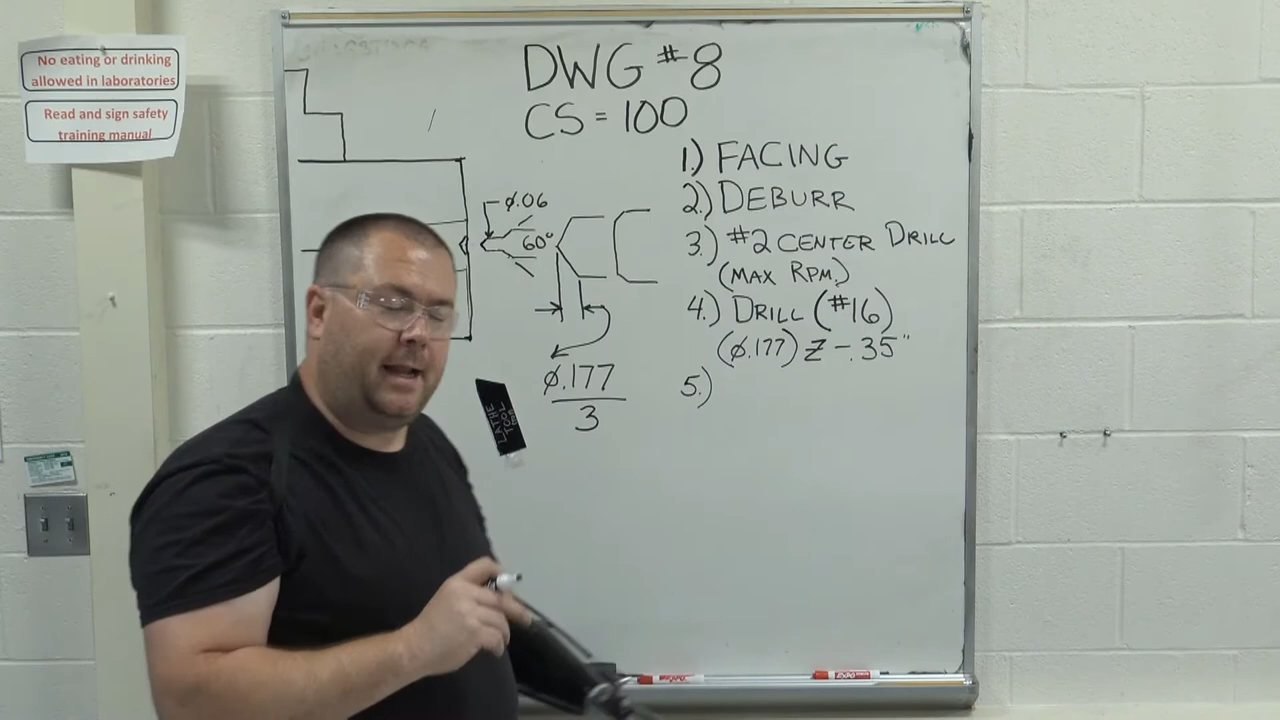 No eating or drinking
allowed in laboratories
Read and sign safety
training manual
DWG #8
CS = 100
1.) FACING
2.) DEBURR
3.) #2 CENTER DRILL
(MAX RPM.)
4.) DRILL (#16)
(Ø.177) Z -.35"
5.)
Ø.06
60°
Ø.177
3
LATHE
TOOL
EXPO